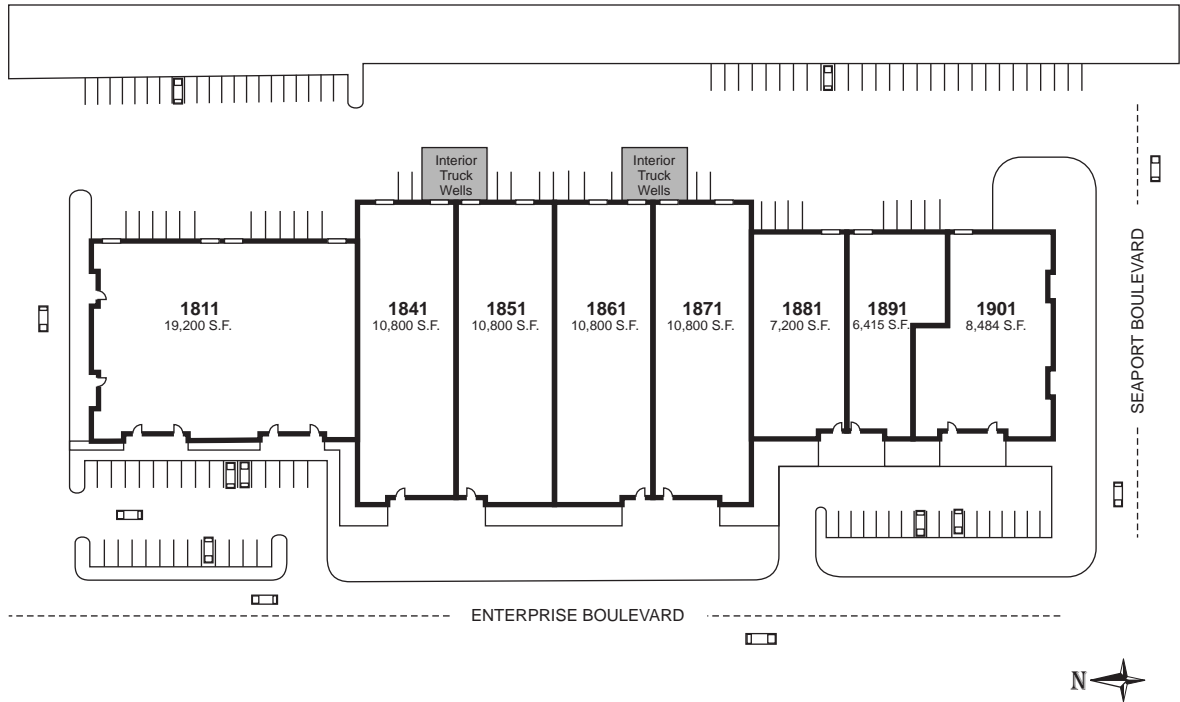 Interior
Truck
Wells
Interior
Truck
Wells
1811
19,200 S.F.
1841
10,800 S.F.
1851
10,800 S.F.
1861
10,800 S.F.
1871
10,800 S.F.
1881
7,200 S.F.
1891
6,415 S.F.
1901
8,484 S.F.
SEAPORT BOULEVARD
ENTERPRISE BOULEVARD
N